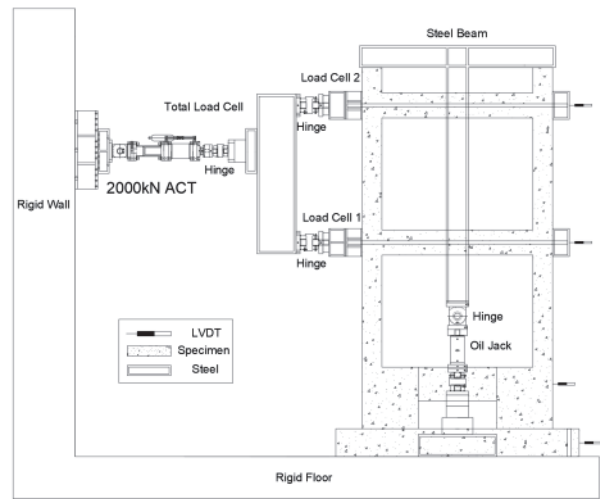 Steel Beam
Load Cell 2
Total Load Cell
Hinge
Hinge
2000kN ACT
Rigid Wall
Load Cell 1
Hinge
Hinge
Oil Jack
LVDT
Specimen
Steel
Rigid Floor